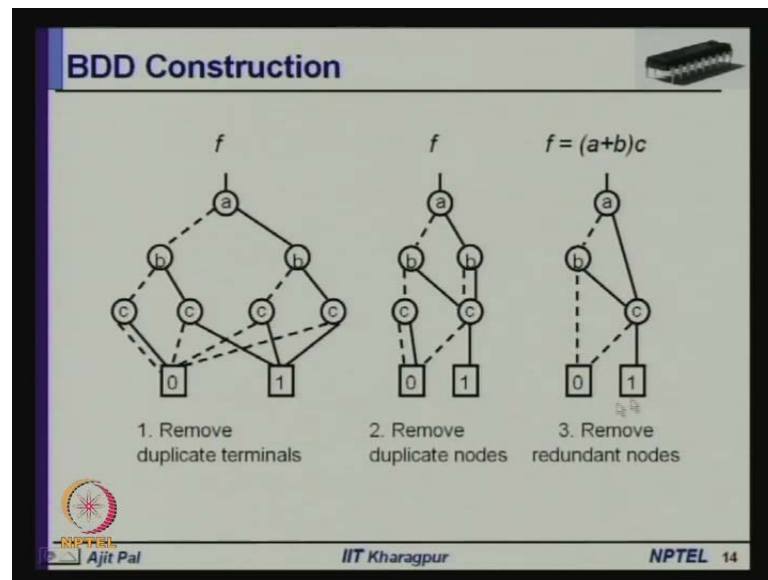 BDD Construction
f
f
f = (a+b)c
a
a
a
b
b
b
b
b
c
c
c
c
c
c
c
0
1
0
1
0
1
1. Remove
duplicate terminals
2. Remove
duplicate nodes
3. Remove
redundant nodes
NPTEL
Ajit Pal
IIT Kharagpur
NPTEL 14